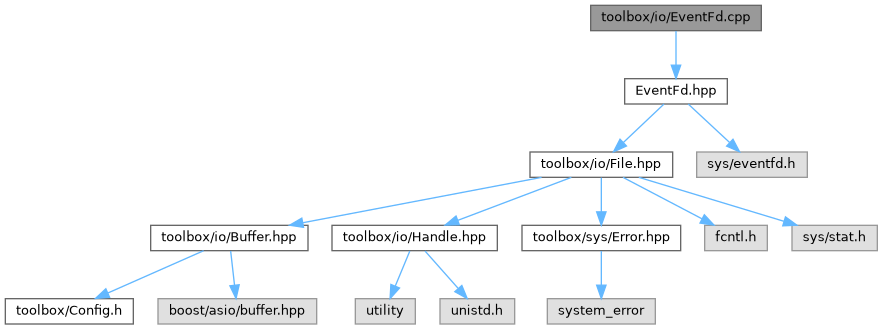 toolbox/io/EventFd.cpp
EventFd.hpp
toolbox/io/File.hpp
sys/eventfd.h
toolbox/io/Buffer.hpp
toolbox/io/Handle.hpp
toolbox/sys/Error.hpp
fcntl.h
sys/stat.h
toolbox/Config.h
boost/asio/buffer.hpp
utility
unistd.h
system_error